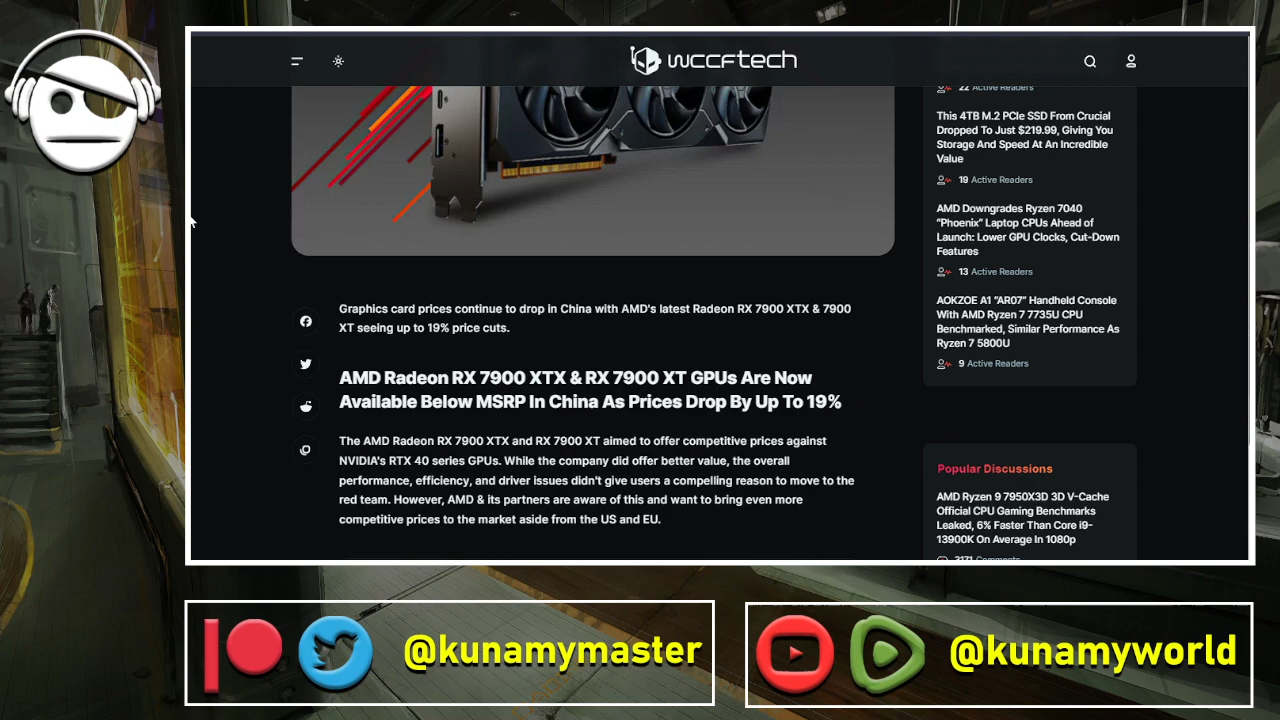 wccftech
Graphics card prices continue to drop in China with AMD's latest Radeon RX 7900 XTX & 7900
XT seeing up to 19% price cuts.
AMD Radeon RX 7900 XTX & RX 7900 XT GPUs Are Now
Available Below MSRP In China As Prices Drop By Up To 19%
The AMD Radeon RX 7900 XTX and RX 7900 XT aimed to offer competitive prices against
NVIDIA's RTX 40 series GPUs. While the company did offer better value, the overall
performance, efficiency, and driver issues didn't give users a compelling reason to move to the
red team. However, AMD & its partners are aware of this and want to bring even more
competitive prices to the market aside from the US and EU.
22 Active Readers
This 4TB M.2 PCIe SSD From Crucial
Dropped To Just $219.99, Giving You
Storage And Speed At An Incredible
Value
19 Active Readers
AMD Downgrades Ryzen 7040
“Phoenix” Laptop CPUs Ahead of
Launch: Lower GPU Clocks, Cut-Down
Features
13 Active Readers
AOKZOE A1 “AR07” Handheld Console
With AMD Ryzen 7 7735U CPU
Benchmarked, Similar Performance As
Ryzen 7 5800U
9 Active Readers
Popular Discussions
AMD Ryzen 9 7950X3D 3D V-Cache
Official CPU Gaming Benchmarks
Leaked, 6% Faster Than Core i9-
13900K On Average In 1080p
Comments
@kunamymaster
@kunamyworld